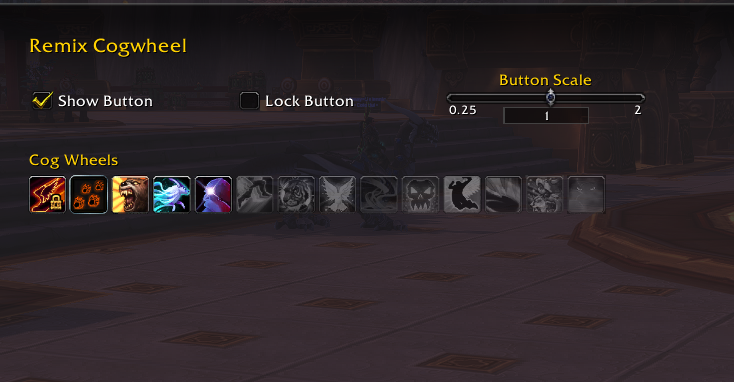 Remix Cogwheel
Button Scale
Show Button
Lock Button
0.25
1
2
Cog Wheels